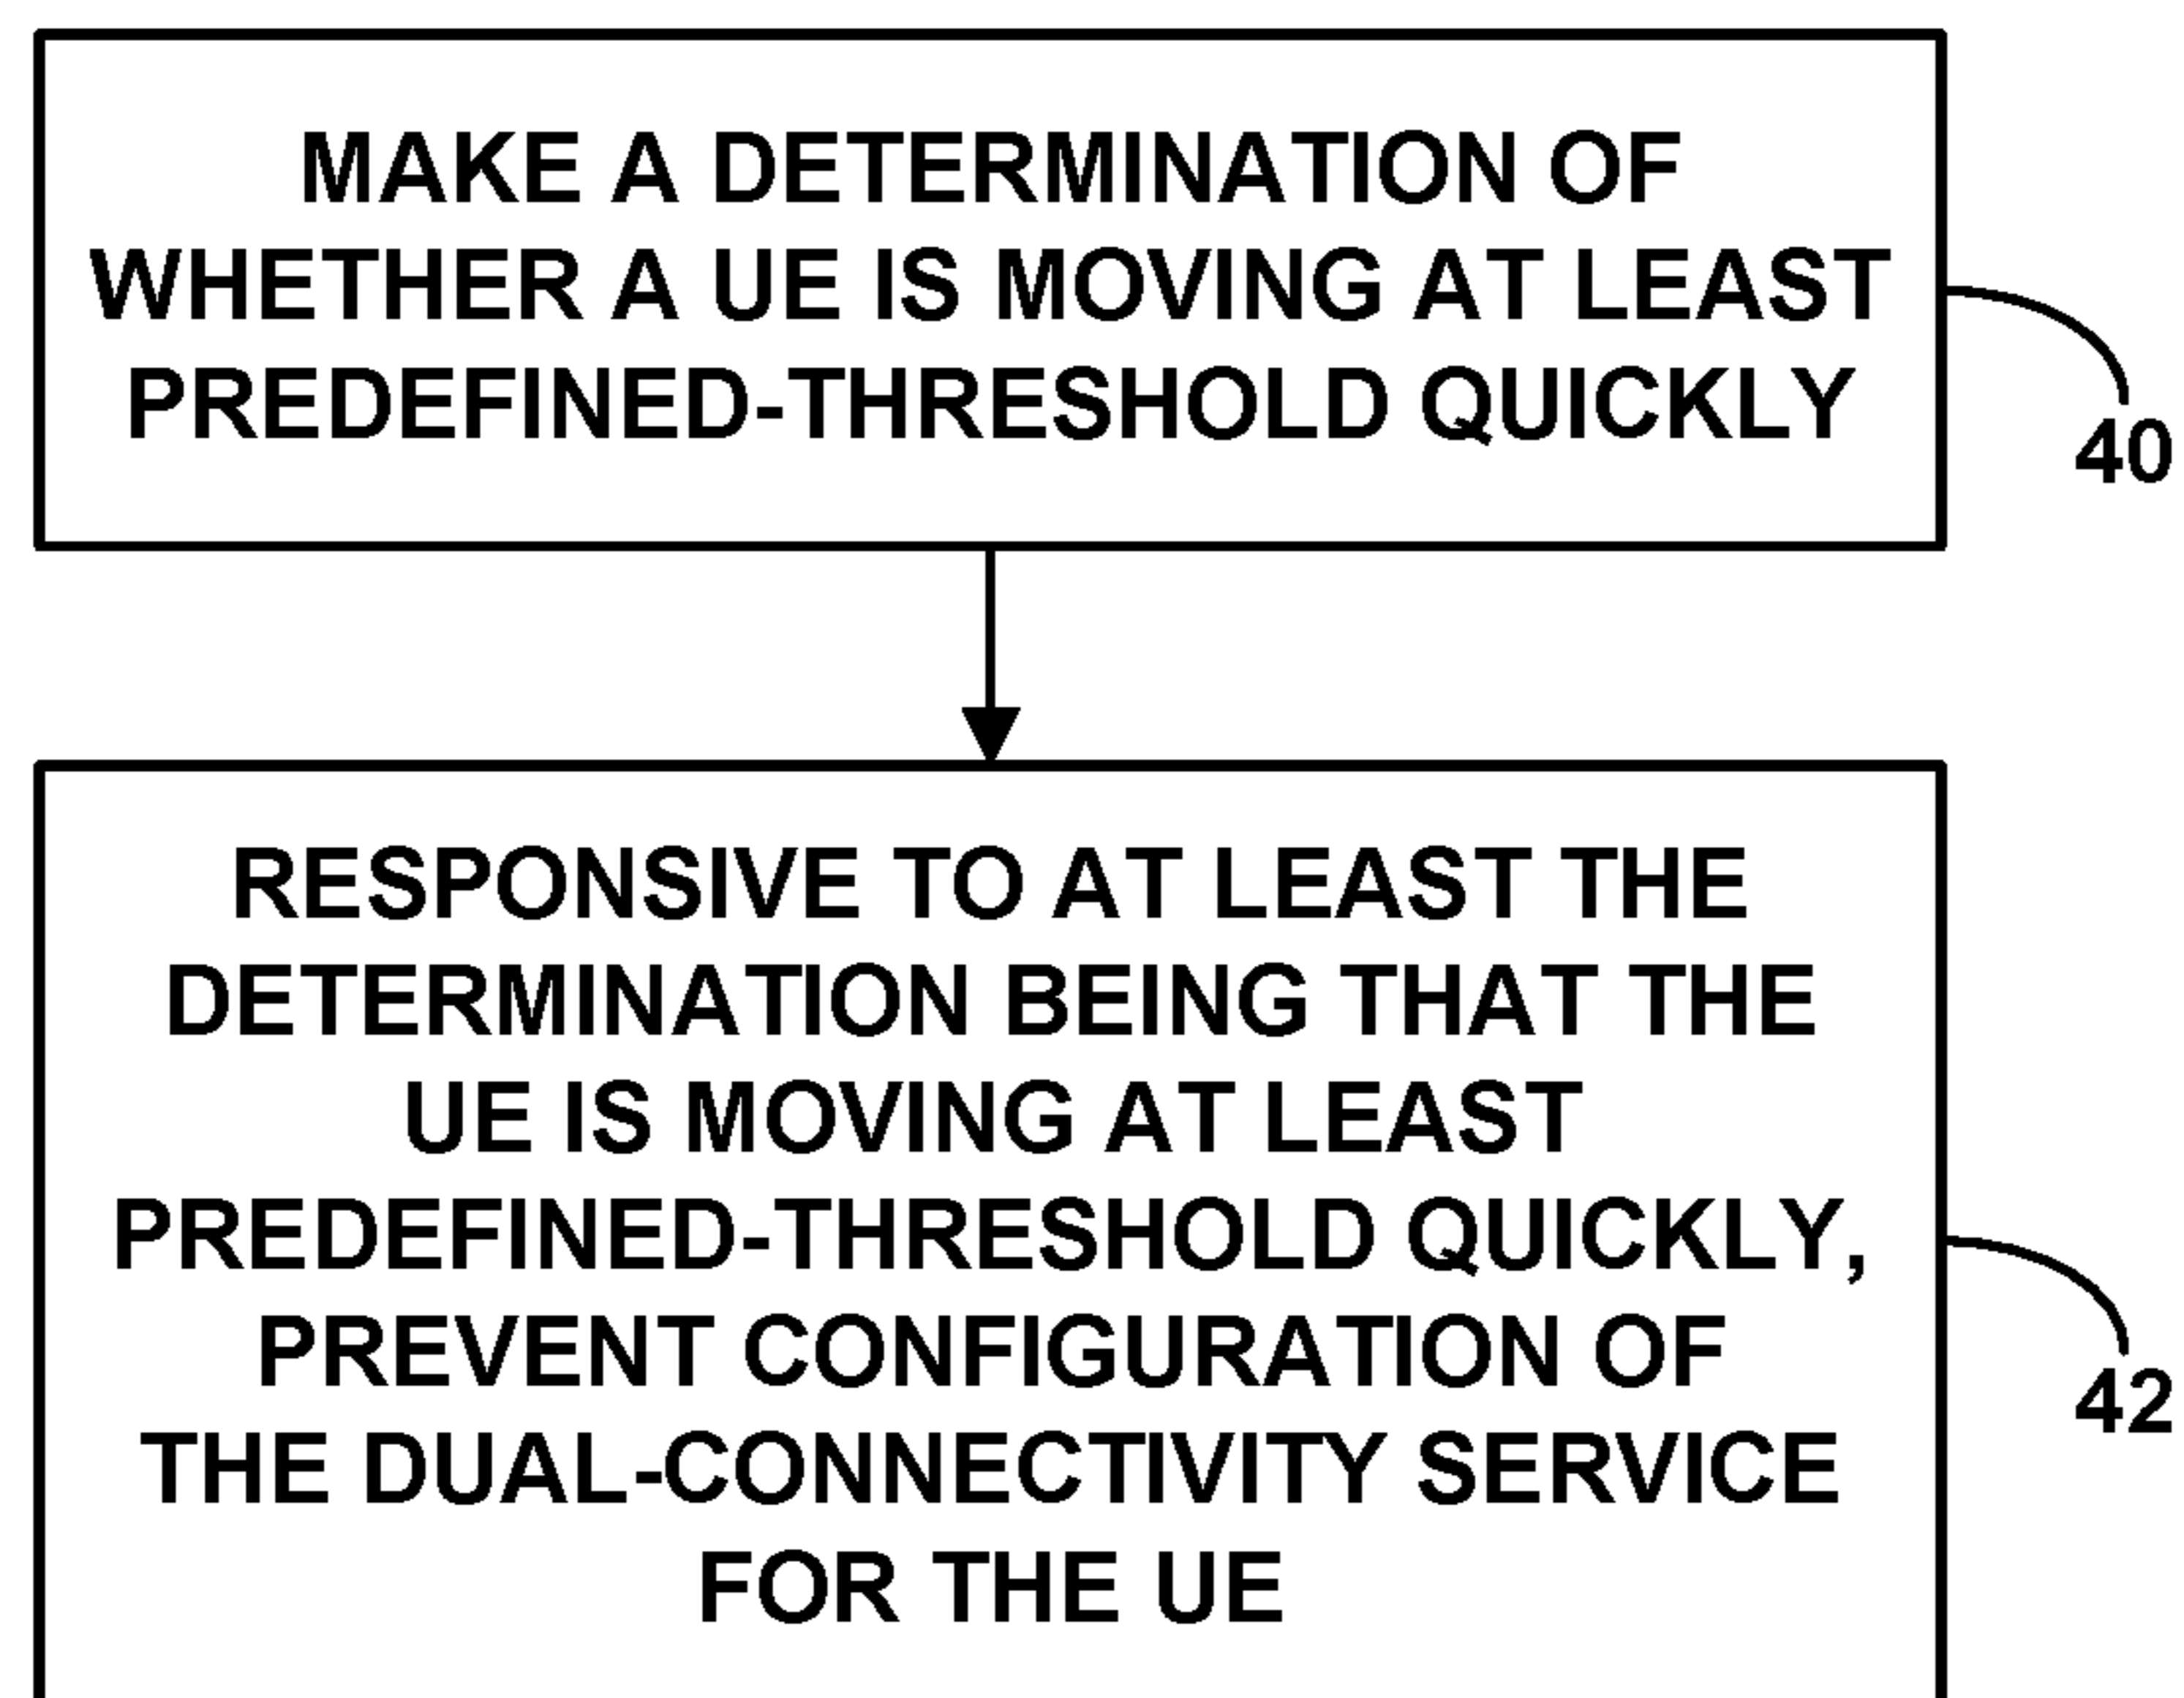 MAKE A DETERMINATION OF
WHETHER A UE IS MOVING AT LEAST
PREDEFINED-THRESHOLD QUICKLY
40
RESPONSIVE TO AT LEAST THE
DETERMINATION BEING THAT THE
UE IS MOVING AT LEAST
PREDEFINED-THRESHOLD QUICKLY,
PREVENT CONFIGURATION OF
THE DUAL-CONNECTIVITY SERVICE
FOR THE UE
42